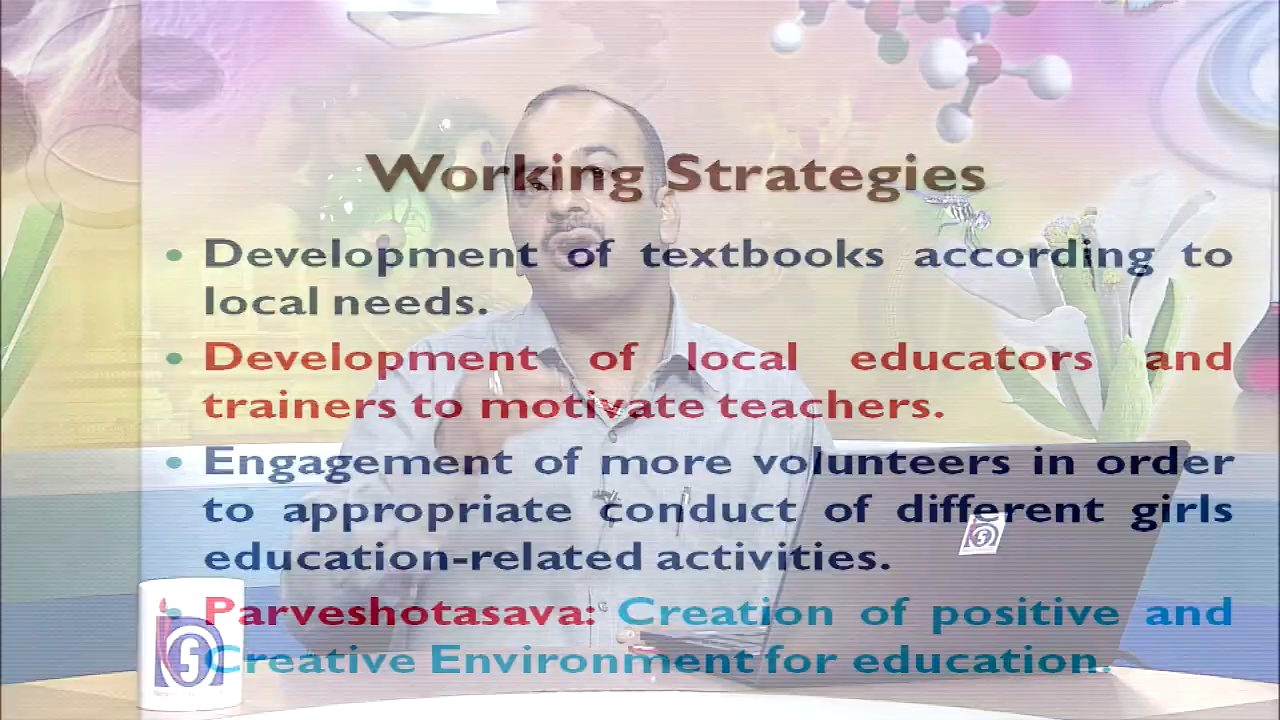 Working Strategies
• Development of textbooks according to
local needs.
• Development of local educators and
trainers to motivate teachers.
• Engagement of more volunteers in order
to appropriate conduct of different girls
education-related activities.
• Parveshotasava: Creation of positive and
Creative Environment for education.